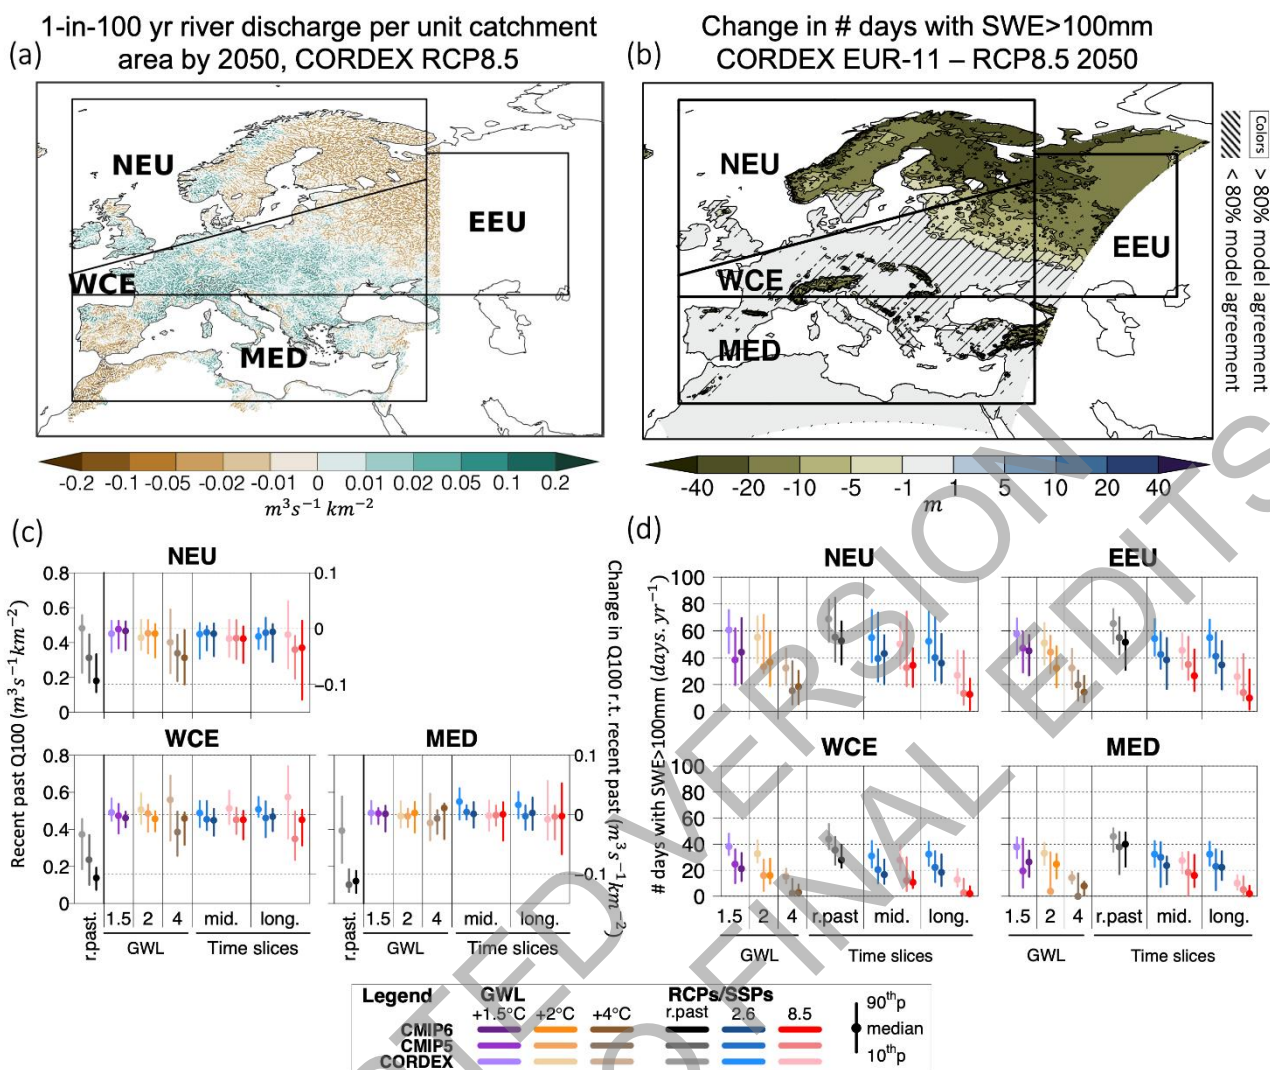 1-in-100 yr river discharge per unit catchment
area by 2050, CORDEX RCP8.5
(a)
NEU
EEU
WCE
MED
-0.2 -0.1 -0.05 -0.02 -0.01 0 0.01 0.02 0.05 0.1 0.2
m³s⁻¹ km⁻²
Change in # days with SWE>100mm
CORDEX EUR-11 – RCP8.5 2050
(b)
NEU
EEU
WCE
MED
Colors > 80% model agreement
< 80% model agreement
-40 -20 -10 -5 -1 1 5 10 20 40
m
(c)
NEU
Recent past Q100 (m³s⁻¹km⁻²)
0.8
0.6
0.4
0.2
0
0.1
0
−0.1
WCE
MED
0.8
0.6
0.4
0.2
0
0.1
0
−0.1
Change in Q100 r.t. recent past (m³s⁻¹km⁻²)
r.past. 1.5 2 4 mid. long.
GWL Time slices
r.past 1.5 2 4 mid. long.
GWL Time slices
(d)
NEU
EEU
# days with SWE>100mm (days.yr⁻¹)
100
80
60
40
20
0
WCE
MED
100
80
60
40
20
0
1.5 2 4 r.past mid. long.
GWL Time slices
1.5 2 4 r.past mid. long.
GWL Time slices
Legend GWL RCPs/SSPs
+1.5°C +2°C +4°C r.past 2.6 8.5
CMIP6
CMIP5
CORDEX
90ᵗʰp
median
10ᵗʰp
VERSION
FINAL EDITS